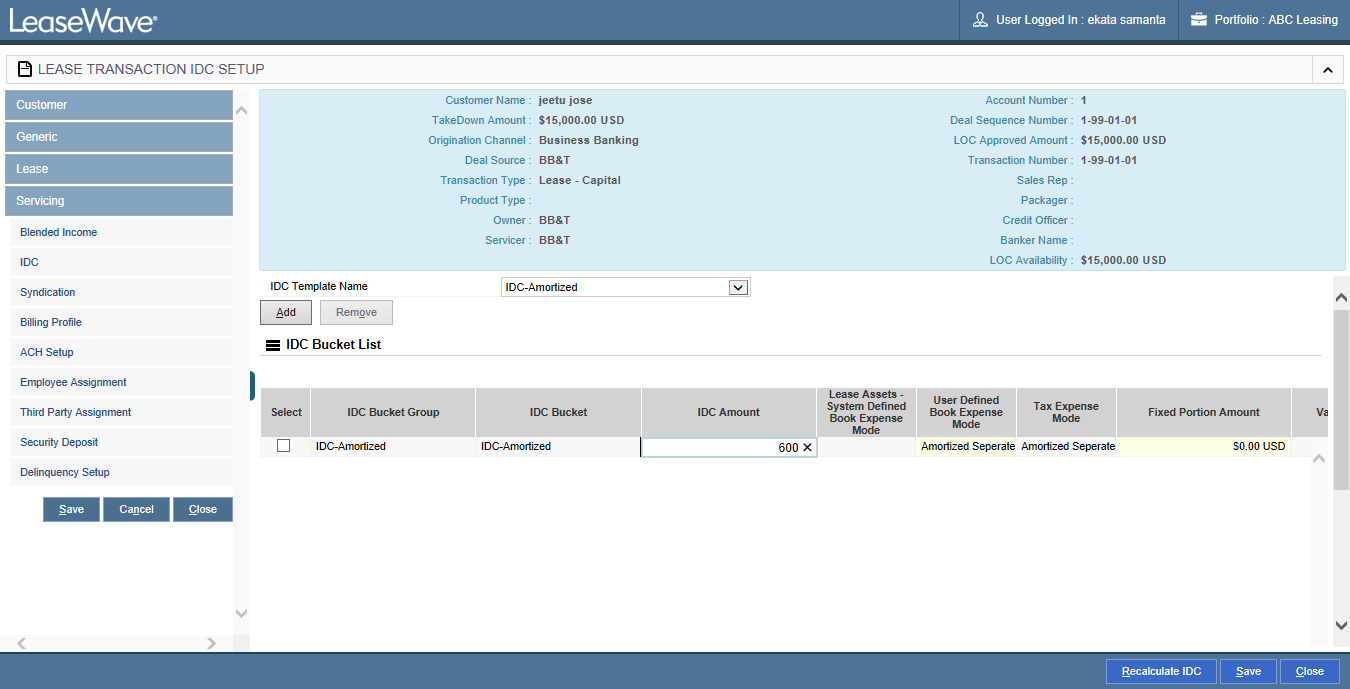 LeaseWave®
User Logged In : ekata samanta
Portfolio : ABC Leasing
LEASE TRANSACTION IDC SETUP
Customer
Generic
Lease
Servicing
Blended Income
IDC
Syndication
Billing Profile
ACH Setup
Employee Assignment
Third Party Assignment
Security Deposit
Delinquency Setup
Save Cancel Close
Customer Name : jeetu jose
TakeDown Amount : $15,000.00 USD
Origination Channel : Business Banking
Deal Source : BB&T
Transaction Type : Lease - Capital
Product Type :
Owner : BB&T
Servicer : BB&T
Account Number : 1
Deal Sequence Number : 1-99-01-01
LOC Approved Amount : $15,000.00 USD
Transaction Number : 1-99-01-01
Sales Rep :
Packager :
Credit Officer :
Banker Name :
LOC Availability : $15,000.00 USD
IDC Template Name IDC-Amortized
Add Remove
IDC Bucket List
Select
IDC Bucket Group
IDC Bucket
IDC Amount
Lease Assets -
System Defined
Book Expense
Mode
User Defined
Book Expense
Mode
Tax Expense
Mode
Fixed Portion Amount
Va
IDC-Amortized IDC-Amortized 600 Amortized Seperate Amortized Seperate $0.00 USD
Recalculate IDC Save Close